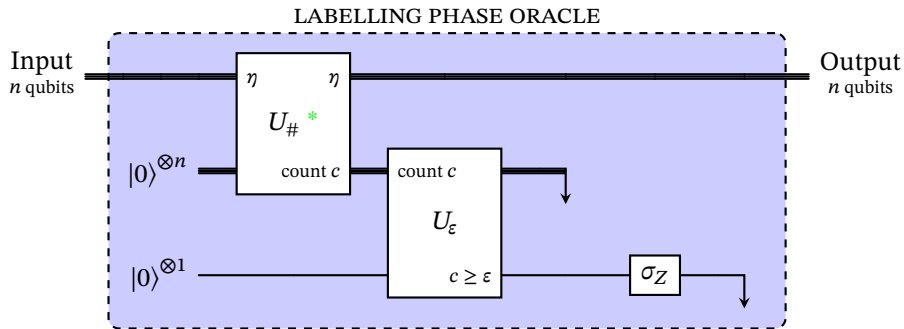 LABELLING PHASE ORACLE
Input
n qubits
η
η
Output
n qubits
U# *
|0⟩⊗n
count c
count c
Uε
|0⟩⊗1
c ≥ ε
σZ